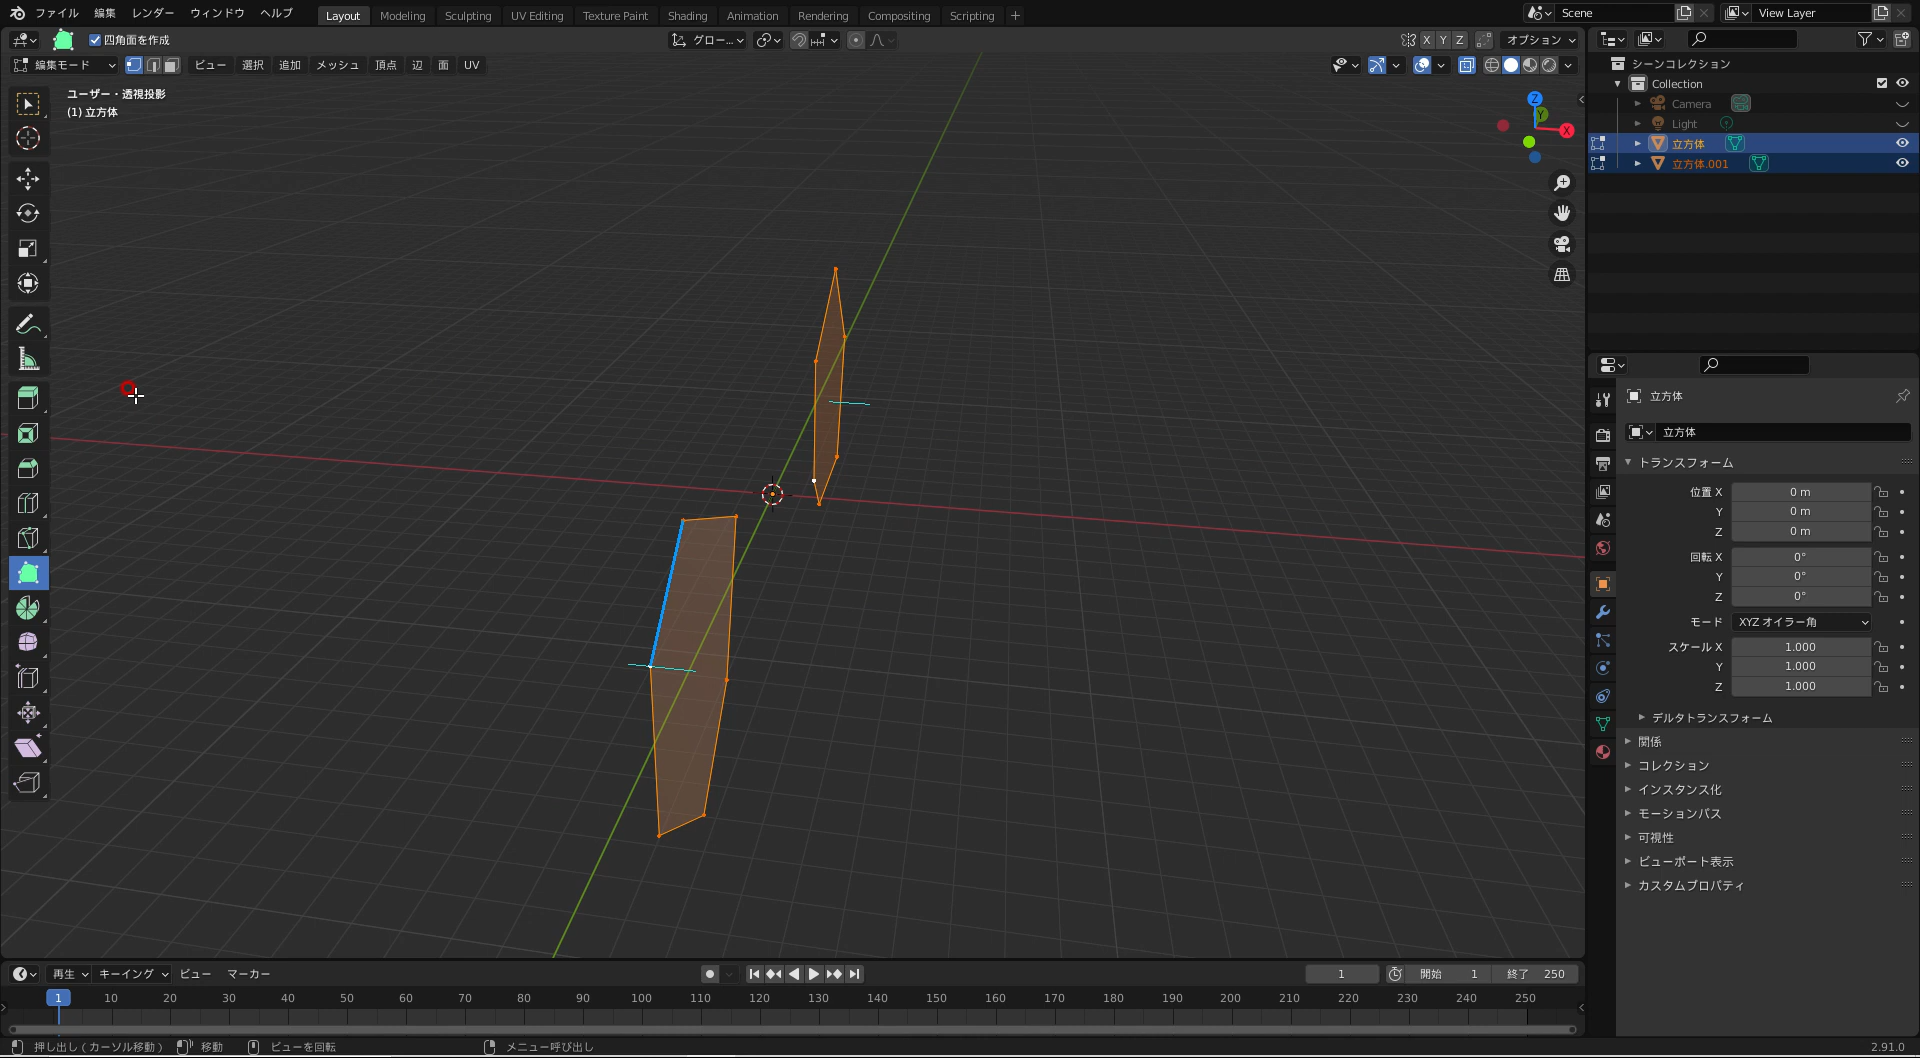 ファイル 編集 レンダー ウィンドウ ヘルプ Layout Modeling Sculpting UV Editing Texture Paint Shading Animation Rendering Compositing Scripting + Scene View Layer
四角面を作成 グロー... X Y Z オプション
編集モード ビュー 選択 追加 メッシュ 頂点 辺 面 UV
ユーザー・透視投影
(1) 立方体
Z
Y
X
シーンコレクション
Collection
Camera
Light
立方体
立方体.001
立方体
立方体
トランスフォーム
位置 X 0 m
Y 0 m
Z 0 m
回転 X 0°
Y 0°
Z 0°
モード XYZ オイラー角
スケール X 1.000
Y 1.000
Z 1.000
デルタトランスフォーム
関係
コレクション
インスタンス化
モーションパス
可視性
ビューポート表示
カスタムプロパティ
再生 キーイング ビュー マーカー 1 開始 1 終了 250
1 10 20 30 40 50 60 70 80 90 100 110 120 130 140 150 160 170 180 190 200 210 220 230 240 250
押し出し ( カーソル移動 ) 移動 ビューを回転 メニュー呼び出し 2.91.0